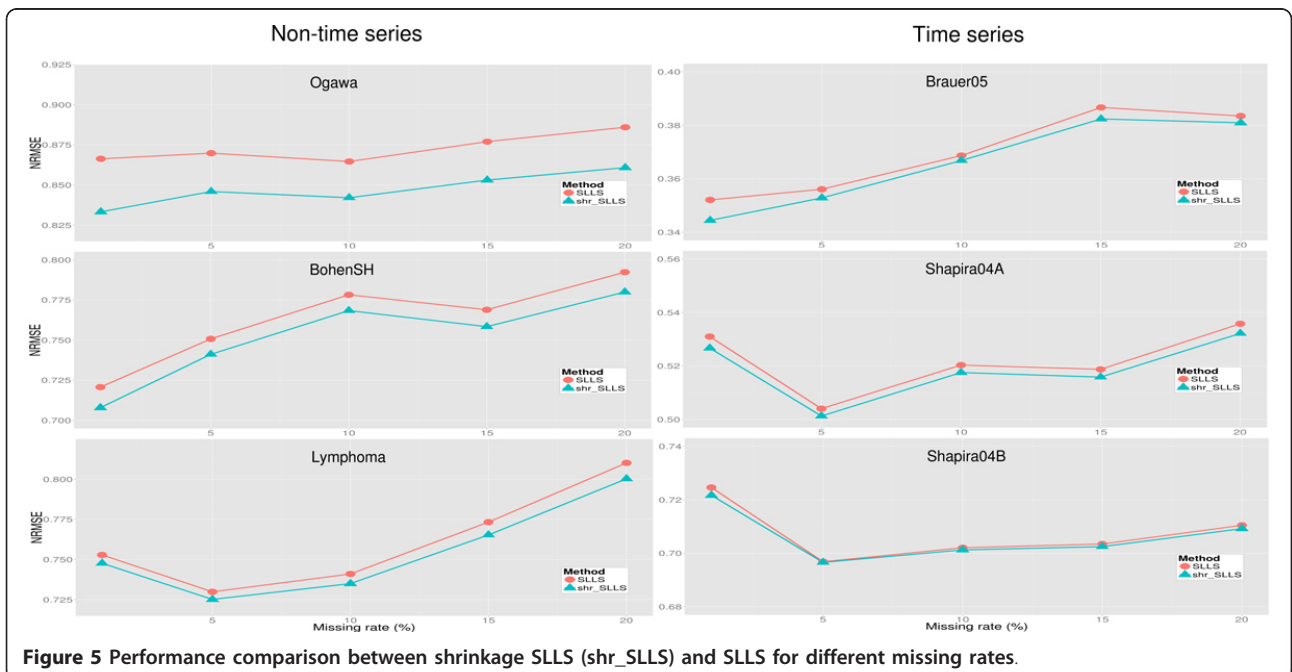 Non-time series
Time series
Ogawa
NRMSE
0.925
0.900
0.875
0.850
0.825
5 10 15 20
Method
SLLS
shr_SLLS
Brauer05
0.40
0.38
0.36
0.34
5 10 15 20
Method
SLLS
shr_SLLS
BohenSH
NRMSE
0.800
0.775
0.750
0.725
0.700
5 10 15 20
Method
SLLS
shr_SLLS
Shapira04A
0.56
0.54
0.52
0.50
5 10 15 20
Method
SLLS
shr_SLLS
Lymphoma
NRMSE
0.800
0.775
0.750
0.725
5 10 15 20
Missing rate (%)
Method
SLLS
shr_SLLS
Shapira04B
0.74
0.72
0.70
0.68
5 10 15 20
Missing rate (%)
Method
SLLS
shr_SLLS
Figure 5 Performance comparison between shrinkage SLLS (shr_SLLS) and SLLS for different missing rates.